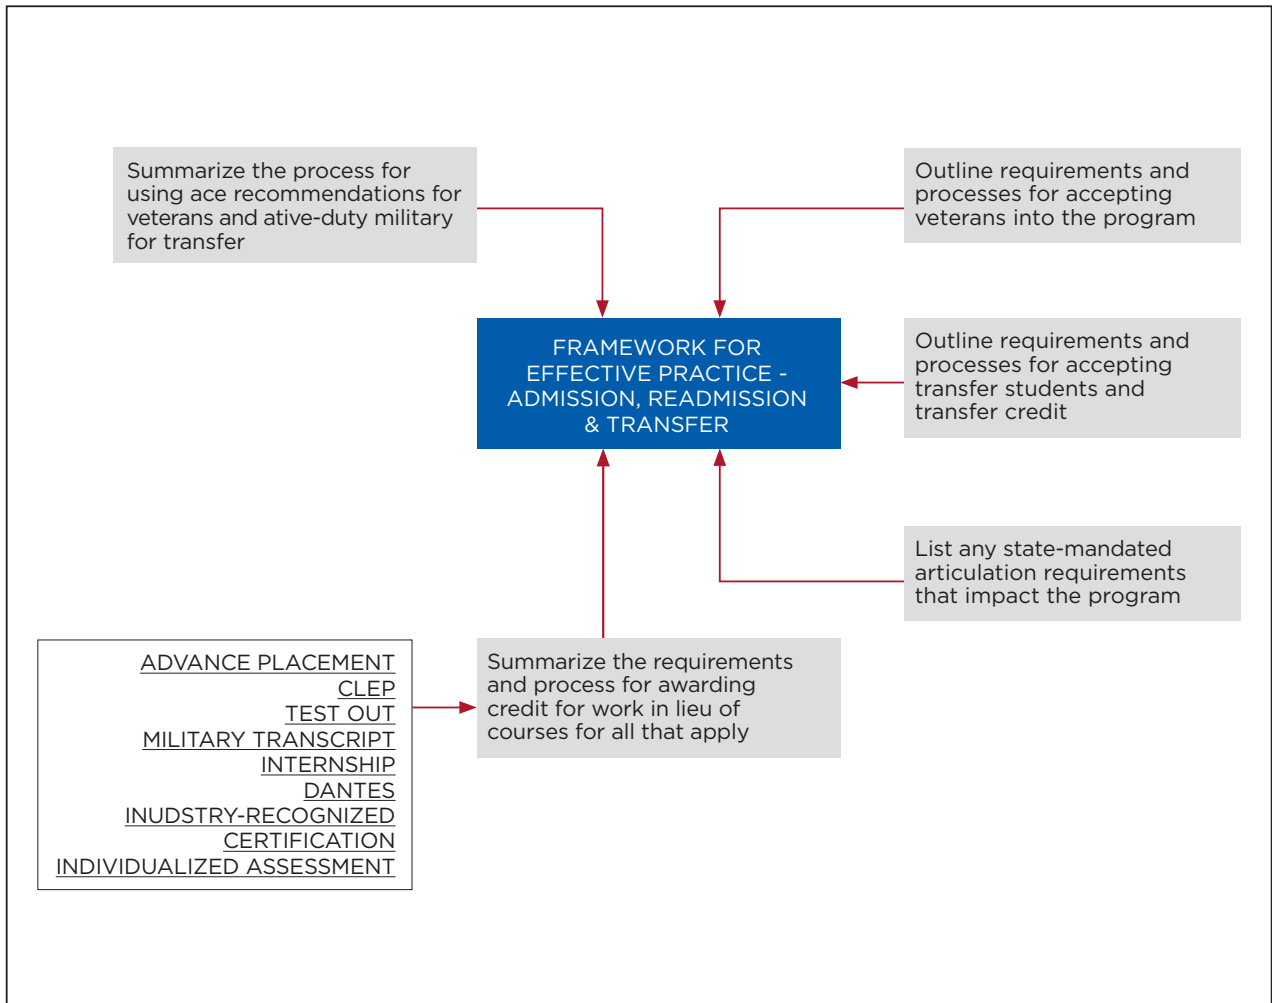 Summarize the process for
using ace recommendations for
veterans and ative-duty military
for transfer
Outline requirements and
processes for accepting
veterans into the program
FRAMEWORK FOR
EFFECTIVE PRACTICE -
ADMISSION, READMISSION
& TRANSFER
Outline requirements and
processes for accepting
transfer students and
transfer credit
List any state-mandated
articulation requirements
that impact the program
ADVANCE PLACEMENT
CLEP
TEST OUT
MILITARY TRANSCRIPT
INTERNSHIP
DANTES
INUDSTRY-RECOGNIZED
CERTIFICATION
INDIVIDUALIZED ASSESSMENT
Summarize the requirements
and process for awarding
credit for work in lieu of
courses for all that apply